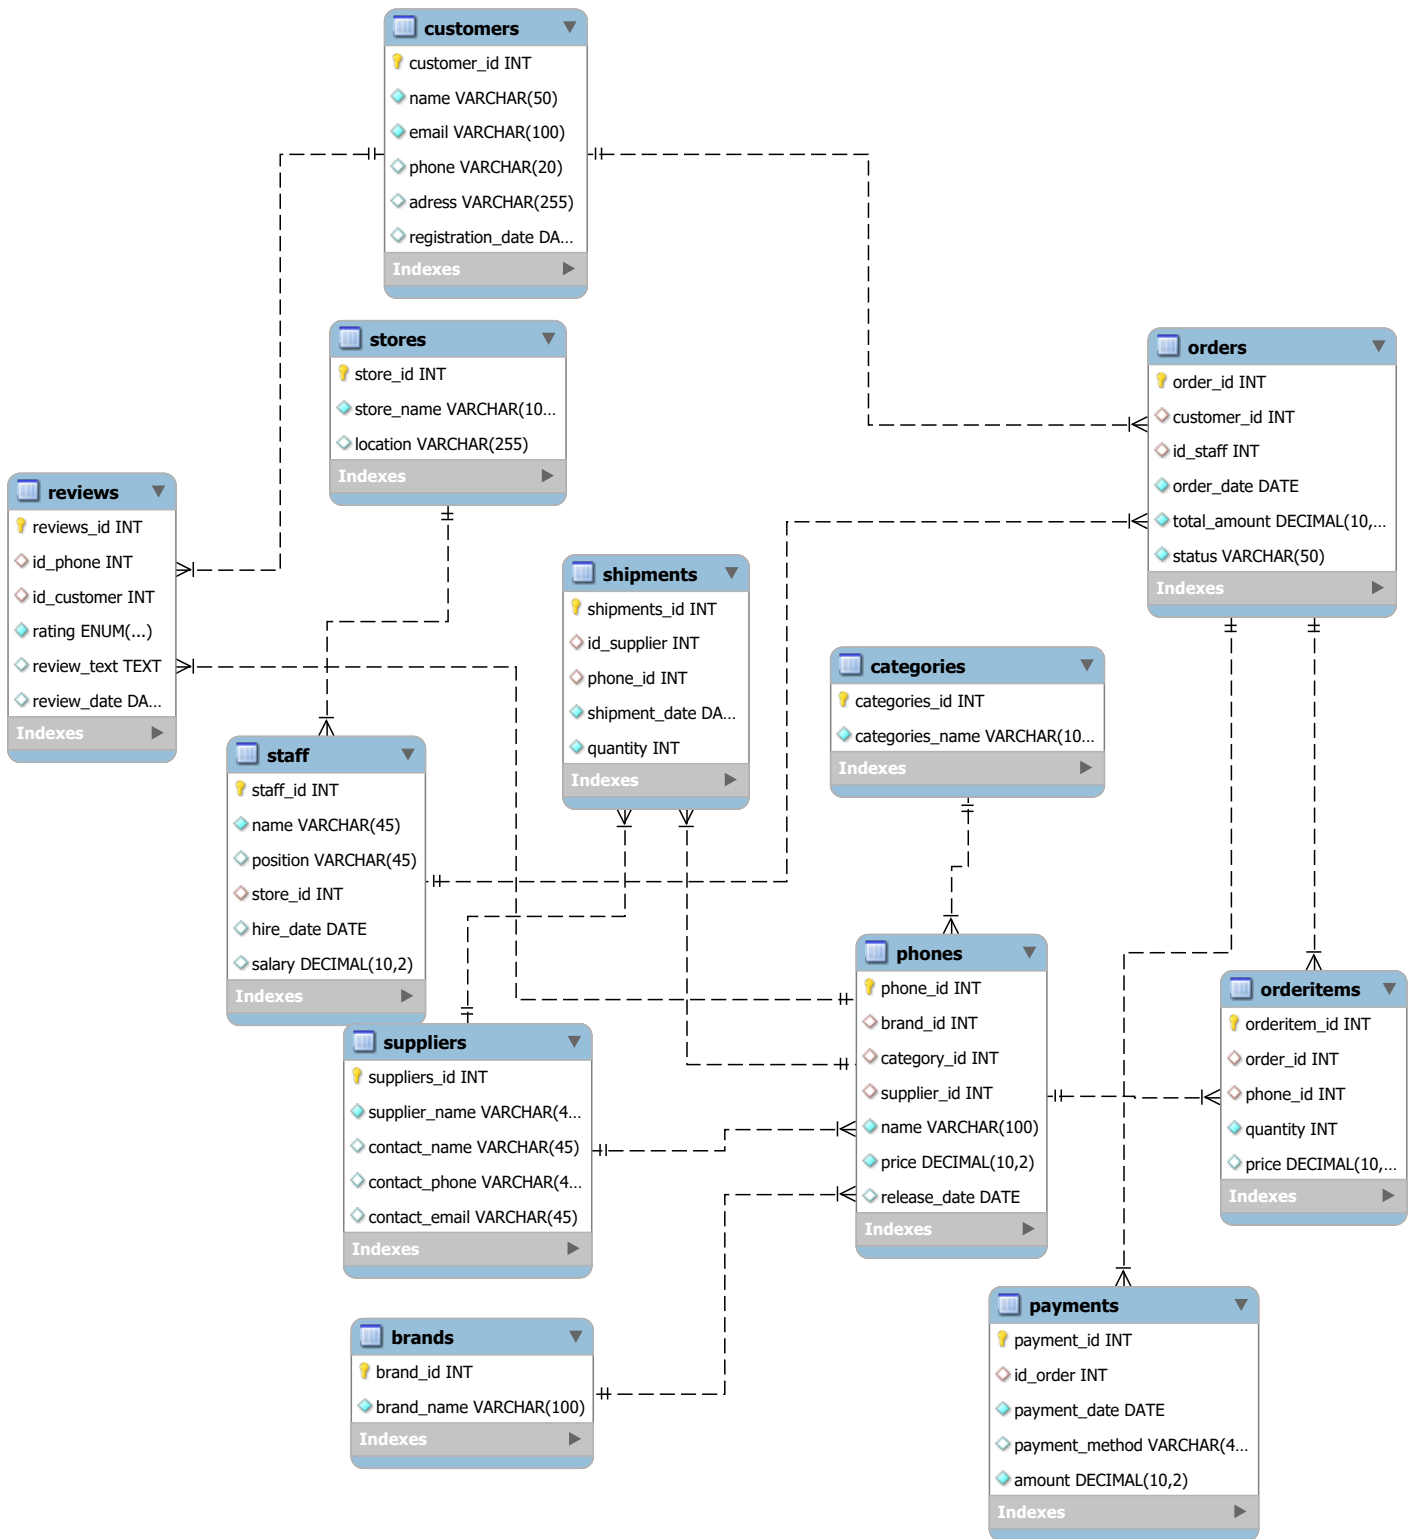 customers
customer_id INT
name VARCHAR(50)
email VARCHAR(100)
phone VARCHAR(20)
adress VARCHAR(255)
registration_date DA...
Indexes
stores
store_id INT
store_name VARCHAR(10...
location VARCHAR(255)
Indexes
orders
order_id INT
customer_id INT
id_staff INT
order_date DATE
total_amount DECIMAL(10,...
status VARCHAR(50)
Indexes
reviews
reviews_id INT
id_phone INT
id_customer INT
rating ENUM(...)
review_text TEXT
review_date DA...
Indexes
shipments
shipments_id INT
id_supplier INT
phone_id INT
shipment_date DA...
quantity INT
Indexes
categories
categories_id INT
categories_name VARCHAR(10...
Indexes
staff
staff_id INT
name VARCHAR(45)
position VARCHAR(45)
store_id INT
hire_date DATE
salary DECIMAL(10,2)
Indexes
phones
phone_id INT
brand_id INT
category_id INT
supplier_id INT
name VARCHAR(100)
price DECIMAL(10,2)
release_date DATE
Indexes
orderitems
orderitem_id INT
order_id INT
phone_id INT
quantity INT
price DECIMAL(10,...
Indexes
suppliers
suppliers_id INT
supplier_name VARCHAR(4...
contact_name VARCHAR(45)
contact_phone VARCHAR(4...
contact_email VARCHAR(45)
Indexes
brands
brand_id INT
brand_name VARCHAR(100)
Indexes
payments
payment_id INT
id_order INT
payment_date DATE
payment_method VARCHAR(4...
amount DECIMAL(10,2)
Indexes